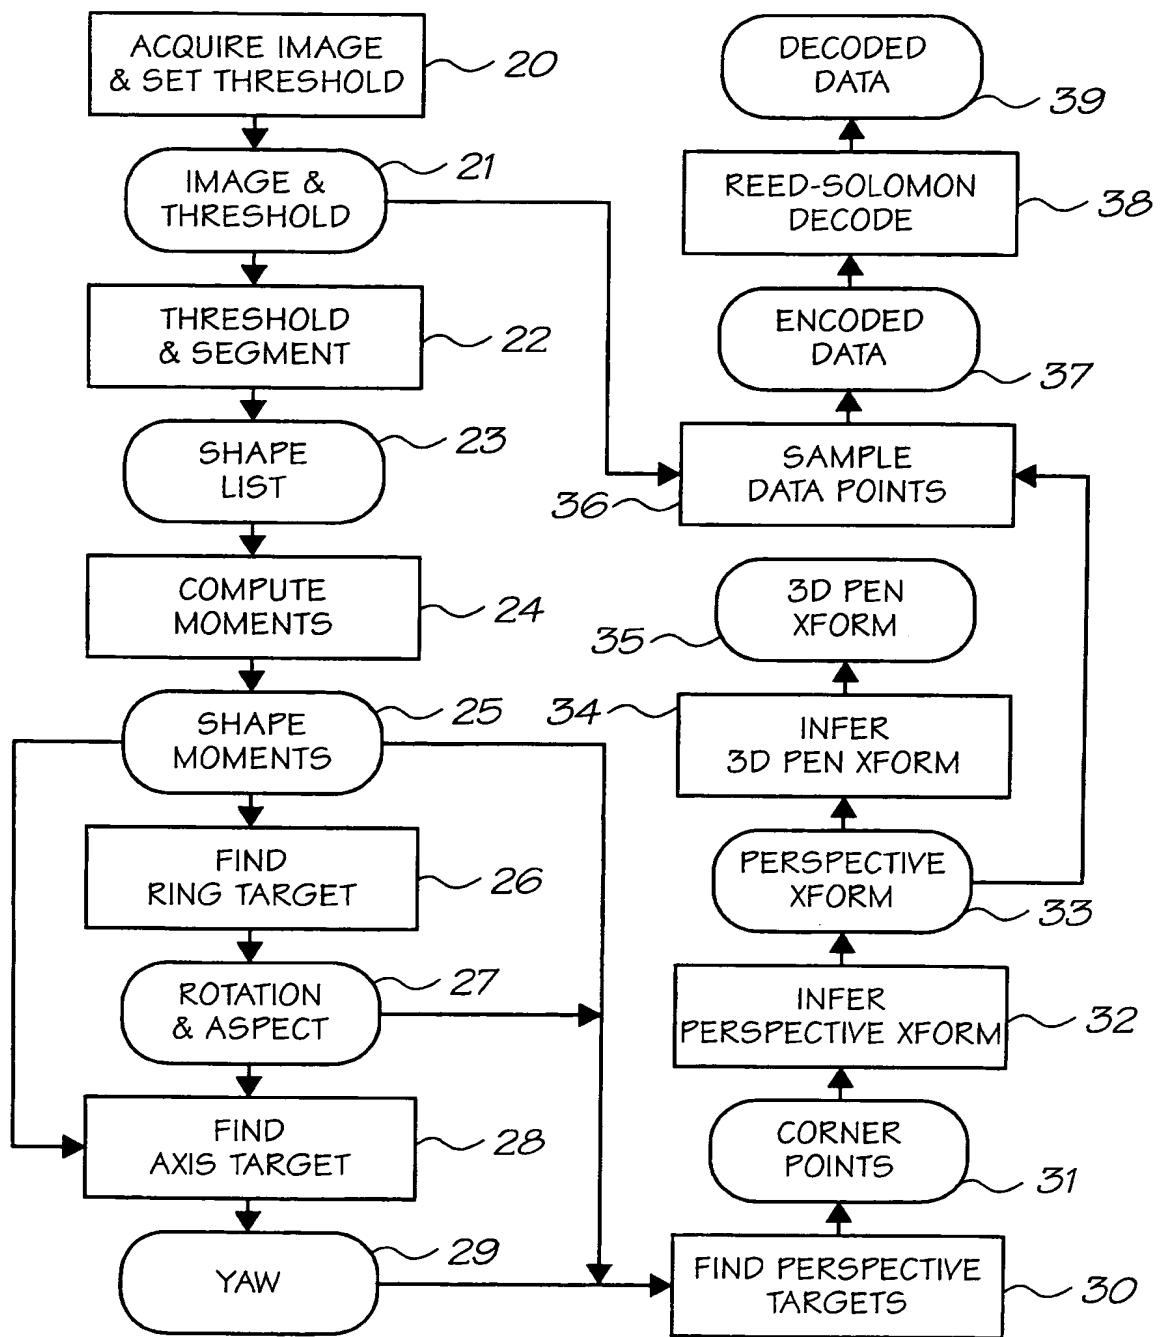 ACQUIRE IMAGE
& SET THRESHOLD
20
IMAGE &
THRESHOLD
21
THRESHOLD
& SEGMENT
22
SHAPE
LIST
23
COMPUTE
MOMENTS
24
SHAPE
MOMENTS
25
FIND
RING TARGET
26
ROTATION
& ASPECT
27
FIND
AXIS TARGET
28
YAW
29
DECODED
DATA
39
REED-SOLOMON
DECODE
38
ENCODED
DATA
37
SAMPLE
DATA POINTS
36
3D PEN
XFORM
35
INFER
3D PEN XFORM
34
PERSPECTIVE
XFORM
33
INFER
PERSPECTIVE XFORM
32
CORNER
POINTS
31
FIND PERSPECTIVE
TARGETS
30